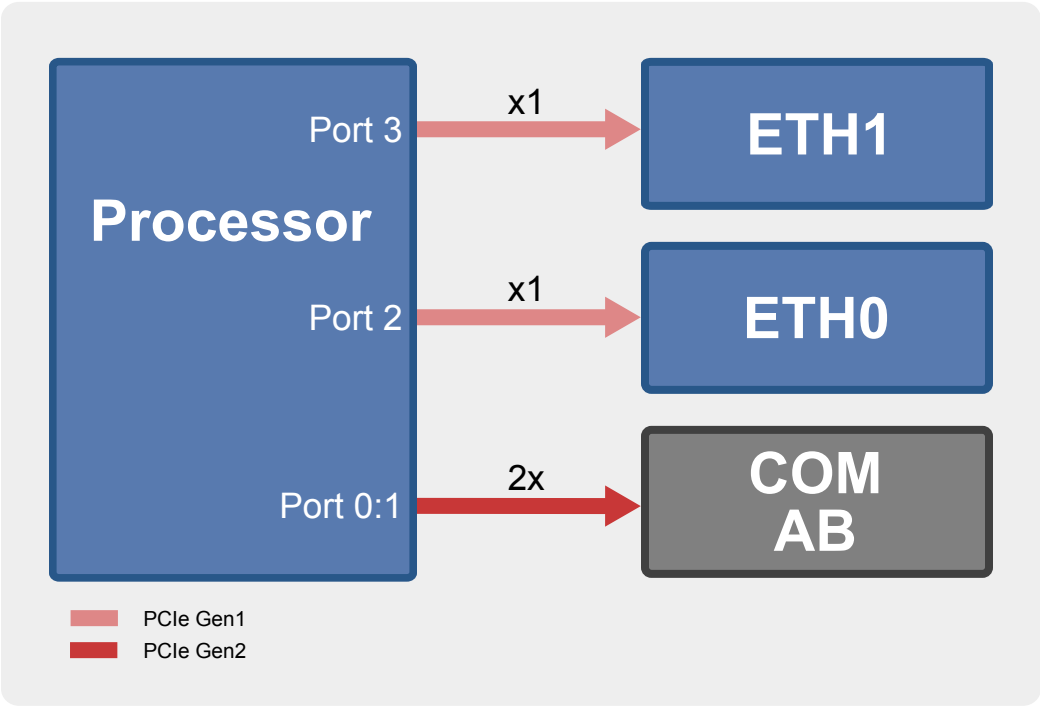 x1
Port 3
ETH1
Processor
x1
Port 2
ETH0
2x
Port 0:1
COM
AB
PCIe Gen1
PCIe Gen2